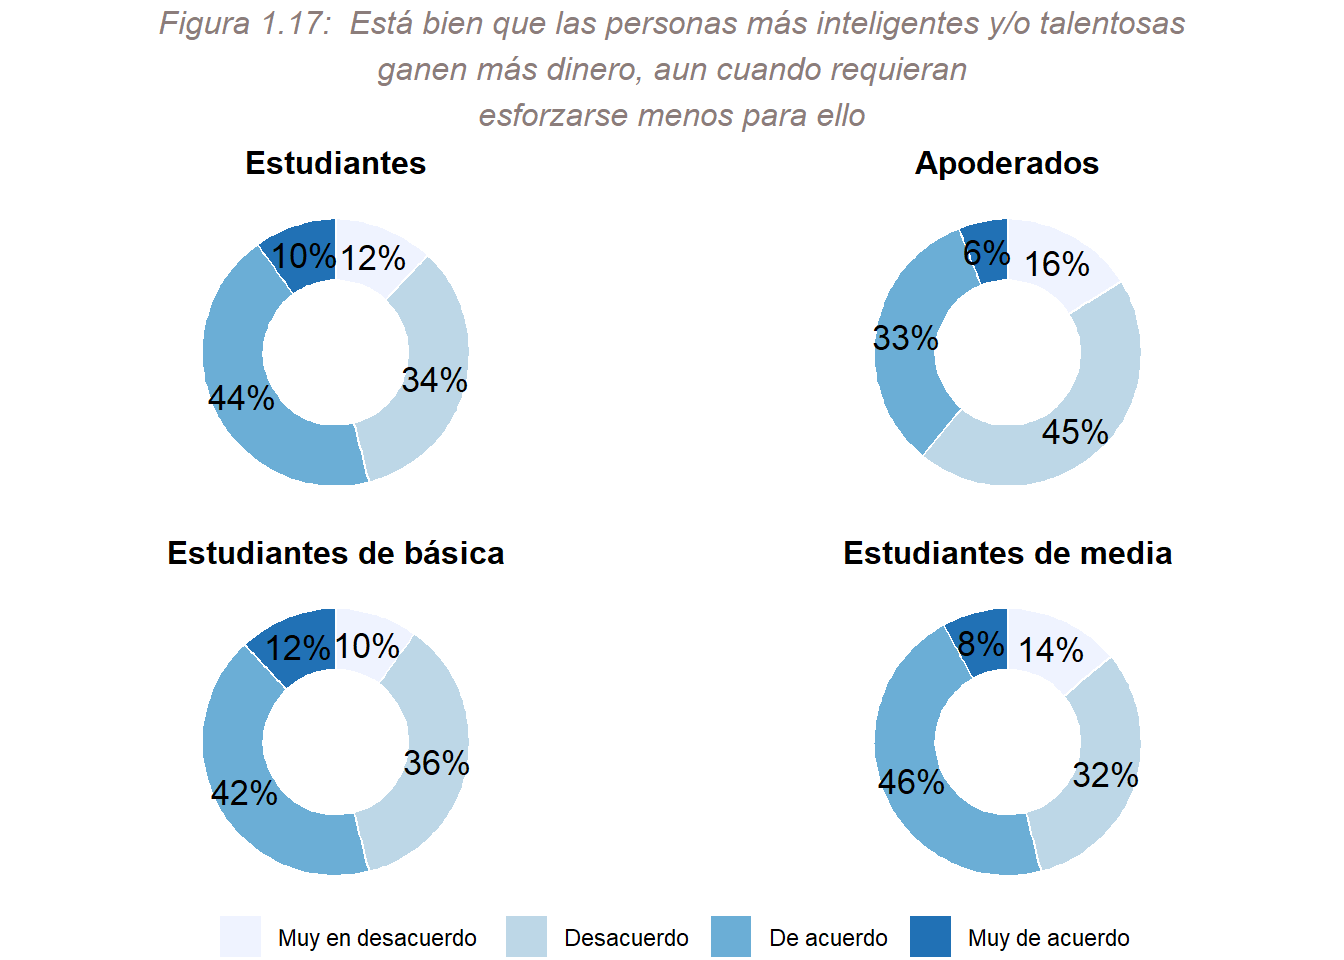 Figura 1.17:  Está bien que las personas más inteligentes y/o talentosas
ganen más dinero, aun cuando requieran
esforzarse menos para ello
Estudiantes
10%
12%
34%
44%
Apoderados
6%
16%
33%
45%
Estudiantes de básica
12%
10%
36%
42%
Estudiantes de media
8%
14%
32%
46%
Muy en desacuerdo
Desacuerdo
De acuerdo
Muy de acuerdo